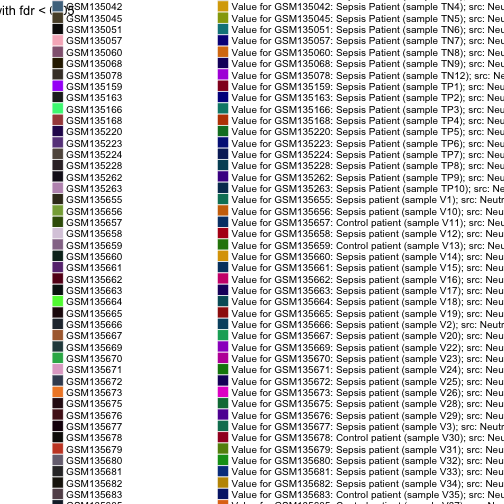 with fdr <
GSM135042 Value for GSM135042: Sepsis Patient (sample TN4); src: Neu
GSM135045 Value for GSM135045: Sepsis Patient (sample TN5); src: Neu
GSM135051 Value for GSM135051: Sepsis Patient (sample TN6); src: Neu
GSM135057 Value for GSM135057: Sepsis Patient (sample TN7); src: Neu
GSM135060 Value for GSM135060: Sepsis Patient (sample TN8); src: Neu
GSM135068 Value for GSM135068: Sepsis Patient (sample TN9); src: Neu
GSM135078 Value for GSM135078: Sepsis Patient (sample TN12); src: Ne
GSM135159 Value for GSM135159: Sepsis Patient (sample TP1); src: Neu
GSM135163 Value for GSM135163: Sepsis Patient (sample TP2); src: Neu
GSM135166 Value for GSM135166: Sepsis Patient (sample TP3); src: Neu
GSM135168 Value for GSM135168: Sepsis Patient (sample TP4); src: Neu
GSM135220 Value for GSM135220: Sepsis Patient (sample TP5); src: Neu
GSM135223 Value for GSM135223: Sepsis Patient (sample TP6); src: Neu
GSM135224 Value for GSM135224: Sepsis Patient (sample TP7); src: Neu
GSM135228 Value for GSM135228: Sepsis Patient (sample TP8); src: Neu
GSM135262 Value for GSM135262: Sepsis Patient (sample TP9); src: Neu
GSM135263 Value for GSM135263: Sepsis Patient (sample TP10); src: Ne
GSM135655 Value for GSM135655: Sepsis patient (sample V1); src: Neutr
GSM135656 Value for GSM135656: Sepsis patient (sample V10); src: Neu
GSM135657 Value for GSM135657: Control patient (sample V11); src: Neu
GSM135658 Value for GSM135658: Sepsis patient (sample V12); src: Neu
GSM135659 Value for GSM135659: Control patient (sample V13); src: Neu
GSM135660 Value for GSM135660: Sepsis patient (sample V14); src: Neu
GSM135661 Value for GSM135661: Sepsis patient (sample V15); src: Neu
GSM135662 Value for GSM135662: Sepsis patient (sample V16); src: Neu
GSM135663 Value for GSM135663: Sepsis patient (sample V17); src: Neu
GSM135664 Value for GSM135664: Sepsis patient (sample V18); src: Neu
GSM135665 Value for GSM135665: Sepsis patient (sample V19); src: Neu
GSM135666 Value for GSM135666: Sepsis patient (sample V2); src: Neutr
GSM135667 Value for GSM135667: Sepsis patient (sample V20); src: Neu
GSM135669 Value for GSM135669: Sepsis patient (sample V22); src: Neu
GSM135670 Value for GSM135670: Sepsis patient (sample V23); src: Neu
GSM135671 Value for GSM135671: Sepsis patient (sample V24); src: Neu
GSM135672 Value for GSM135672: Sepsis patient (sample V25); src: Neu
GSM135673 Value for GSM135673: Sepsis patient (sample V26); src: Neu
GSM135675 Value for GSM135675: Sepsis patient (sample V28); src: Neu
GSM135676 Value for GSM135676: Sepsis patient (sample V29); src: Neu
GSM135677 Value for GSM135677: Sepsis patient (sample V3); src: Neutr
GSM135678 Value for GSM135678: Control patient (sample V30); src: Neu
GSM135679 Value for GSM135679: Sepsis patient (sample V31); src: Neu
GSM135680 Value for GSM135680: Sepsis patient (sample V32); src: Neu
GSM135681 Value for GSM135681: Sepsis patient (sample V33); src: Neu
GSM135682 Value for GSM135682: Sepsis patient (sample V34); src: Neu
GSM135683 Value for GSM135683: Control patient (sample V35); src: Neu